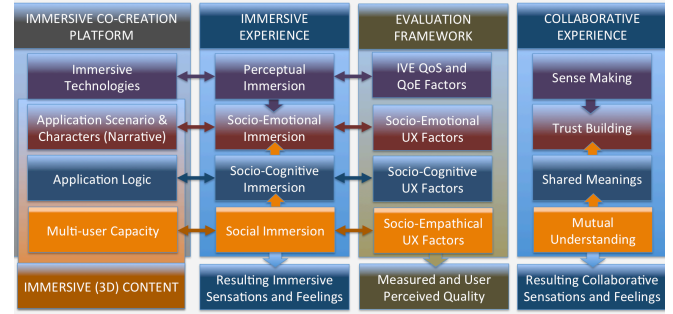 IMMERSIVE CO-CREATION
PLATFORM
IMMERSIVE
EXPERIENCE
EVALUATION
FRAMEWORK
COLLABORATIVE
EXPERIENCE
Immersive
Technologies
Perceptual
Immersion
IVE QoS and
QoE Factors
Sense Making
Application Scenario &
Characters (Narrative)
Socio-Emotional
Immersion
Socio-Emotional
UX Factors
Trust Building
Application Logic
Socio-Cognitive
Immersion
Socio-Cognitive
UX Factors
Shared Meanings
Multi-user Capacity
Social Immersion
Socio-Empathical
UX Factors
Mutual
Understanding
IMMERSIVE (3D) CONTENT
Resulting Immersive
Sensations and Feelings
Measured and User
Perceived Quality
Resulting Collaborative
Sensations and Feelings